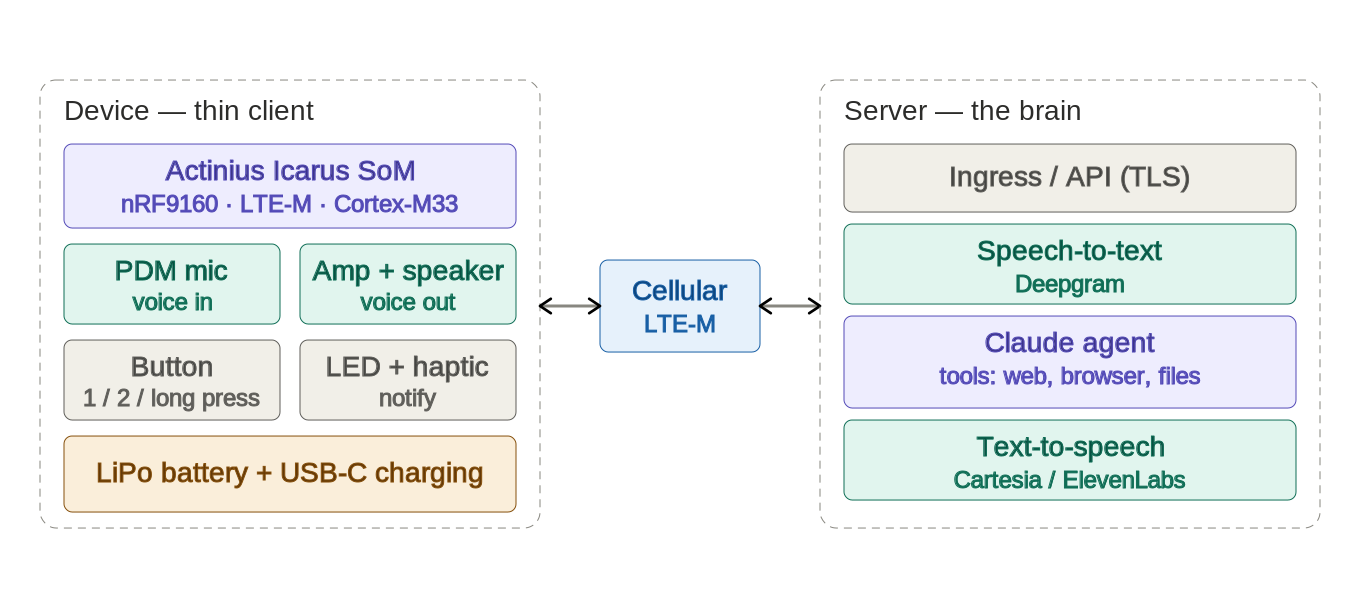 Device — thin client
Actinius Icarus SoM
nRF9160 · LTE-M · Cortex-M33
PDM mic
voice in
Amp + speaker
voice out
Button
1 / 2 / long press
LED + haptic
notify
LiPo battery + USB-C charging
Cellular
LTE-M
Server — the brain
Ingress / API (TLS)
Speech-to-text
Deepgram
Claude agent
tools: web, browser, files
Text-to-speech
Cartesia / ElevenLabs